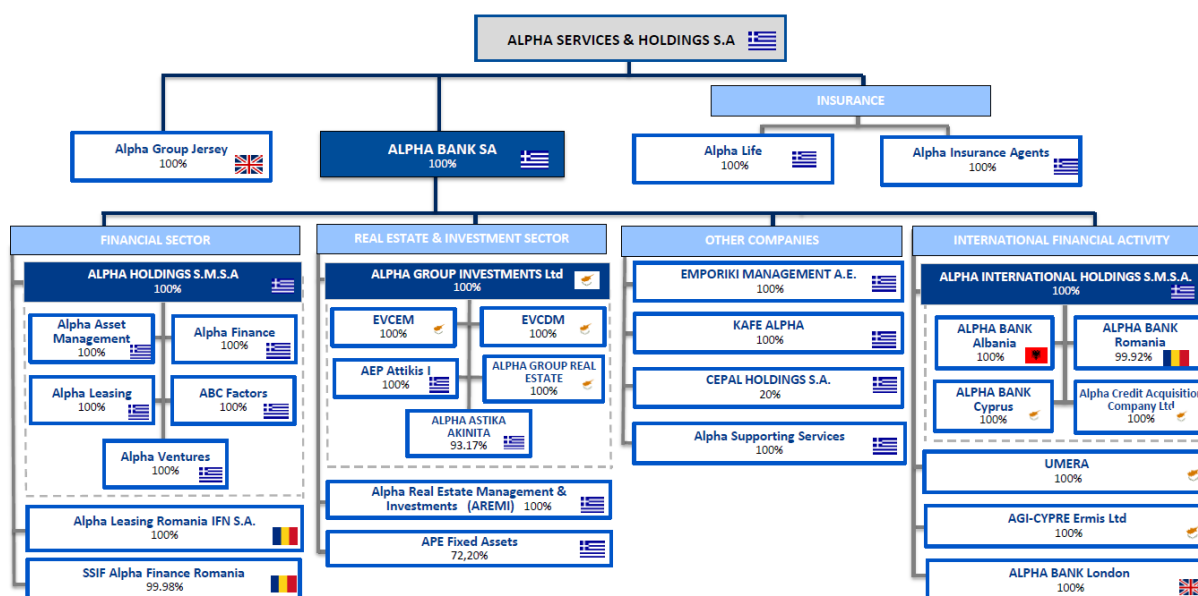 ALPHA SERVICES & HOLDINGS S.A
INSURANCE
Alpha Group Jersey
100%
ALPHA BANK SA
100%
Alpha Life
100%
Alpha Insurance Agents
100%
FINANCIAL SECTOR
ALPHA HOLDINGS S.M.S.A
100%
Alpha Asset
Management
100%
Alpha Finance
100%
Alpha Leasing
100%
ABC Factors
100%
Alpha Ventures
100%
Alpha Leasing Romania IFN S.A.
100%
SSIF Alpha Finance Romania
99.98%
REAL ESTATE & INVESTMENT SECTOR
ALPHA GROUP INVESTMENTS Ltd
100%
EVCEM
100%
EVCDM
100%
AEP Attikis I
100%
ALPHA GROUP REAL
ESTATE
100%
ALPHA ASTIKA
AKINITA
93.17%
Alpha Real Estate Management &
Investments (AREMI) 100%
APE Fixed Assets
72,20%
OTHER COMPANIES
EMPORIKI MANAGEMENT A.E.
100%
KAFE ALPHA
100%
CEPAL HOLDINGS S.A.
20%
Alpha Supporting Services
100%
INTERNATIONAL FINANCIAL ACTIVITY
ALPHA INTERNATIONAL HOLDINGS S.M.S.A.
100%
ALPHA BANK
Albania
100%
ALPHA BANK
Romania
99.92%
ALPHA BANK
Cyprus
100%
Alpha Credit Acquisition
Company Ltd
100%
UMERA
100%
AGI-CYPRE Ermis Ltd
100%
ALPHA BANK London
100%